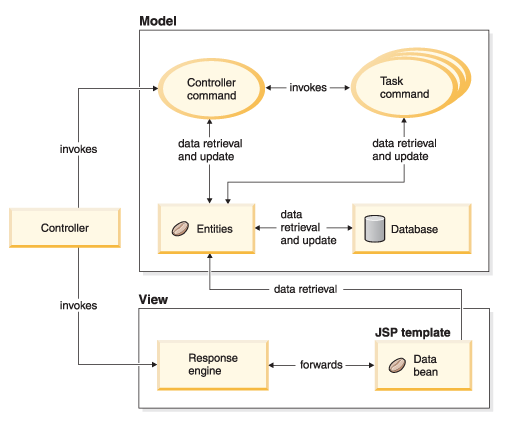 Model
Controller
command
invokes
Task
command
data retrieval
and update
data retrieval
and update
invokes
Controller
Entities
data
retrieval
and update
Database
data retrieval
invokes
View
JSP template
Response
engine
forwards
Data
bean